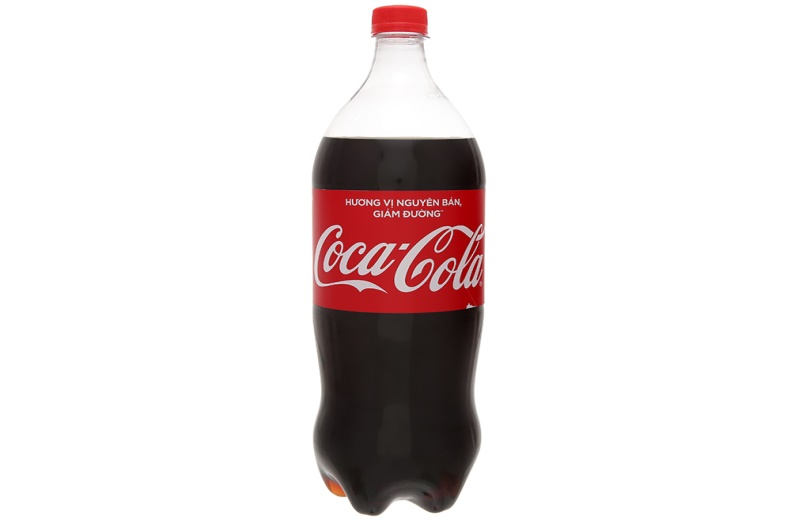 HƯƠNG VỊ NGUYÊN BẢN,
GIẢM ĐƯỜNG*
Coca-Cola